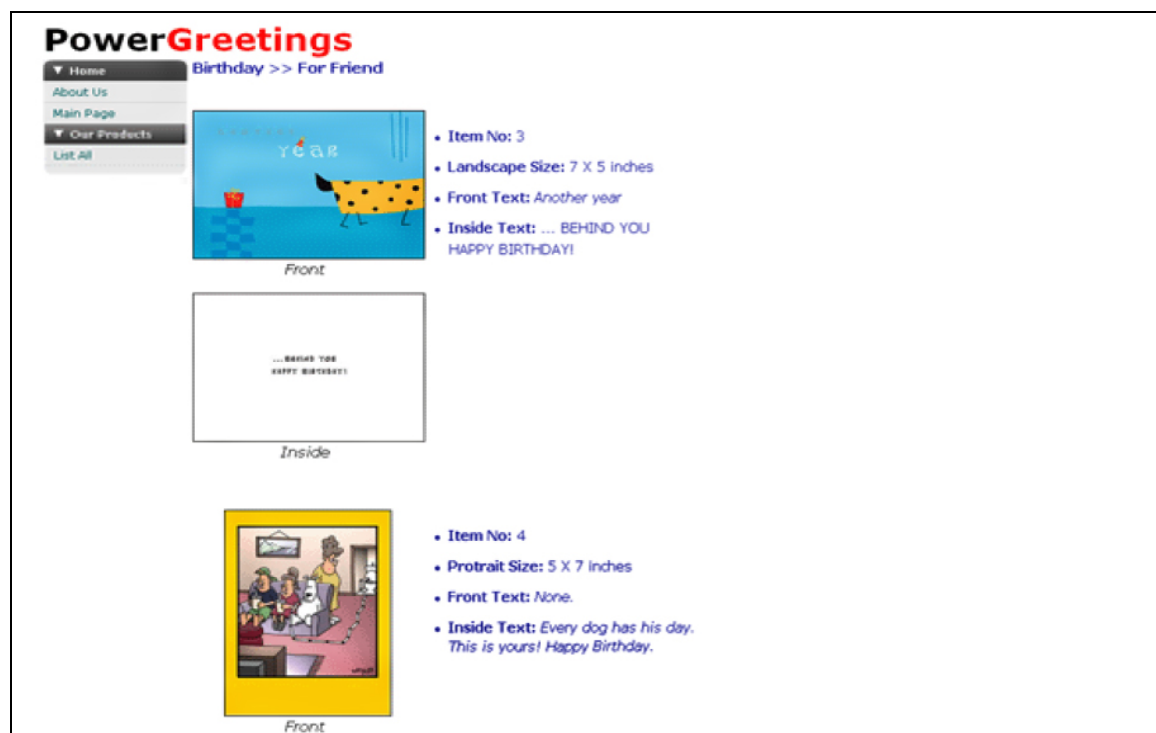 PowerGreetings
▼ Home
About Us
Main Page
▼ Our Products
List All
Birthday >> For Friend
YEAR
Front
• Item No: 3
• Landscape Size: 7 X 5 inches
• Front Text: Another year
• Inside Text: ... BEHIND YOU
HAPPY BIRTHDAY!
...BEHIND YOU
HAPPY BIRTHDAY!
Inside
• Item No: 4
• Protrait Size: 5 X 7 inches
• Front Text: None.
• Inside Text: Every dog has his day.
This is yours! Happy Birthday.
Front